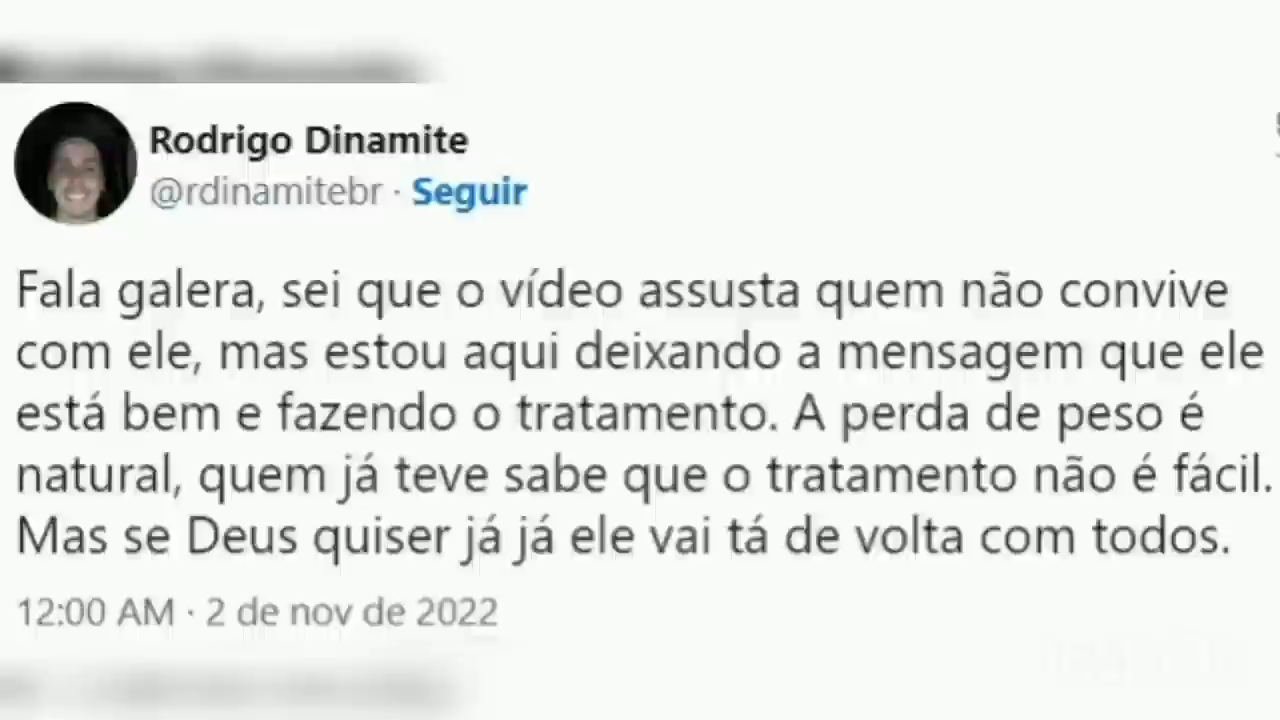 Rodrigo Dinamite
@rdinamitebr · Seguir
Fala galera, sei que o vídeo assusta quem não convive
com ele, mas estou aqui deixando a mensagem que ele
está bem e fazendo o tratamento. A perda de peso é
natural, quem já teve sabe que o tratamento não é fácil.
Mas se Deus quiser já já ele vai tá de volta com todos.
12:00 AM · 2 de nov de 2022